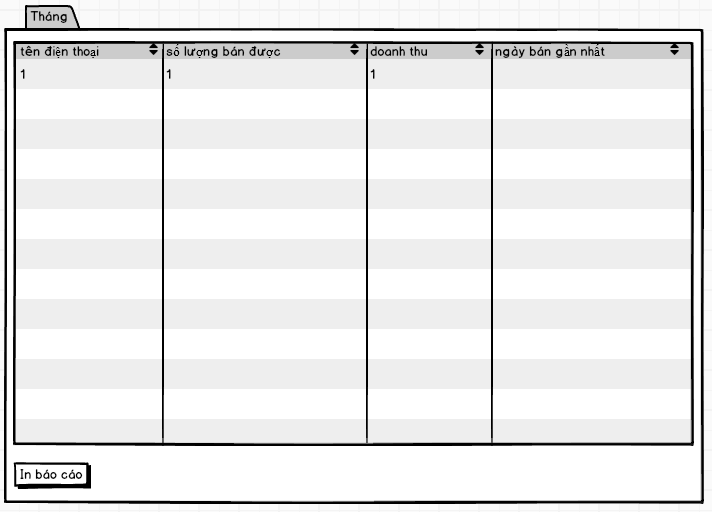 Tháng
tên điện thoại số lượng bán được doanh thu ngày bán gần nhất
1 1 1
In báo cáo